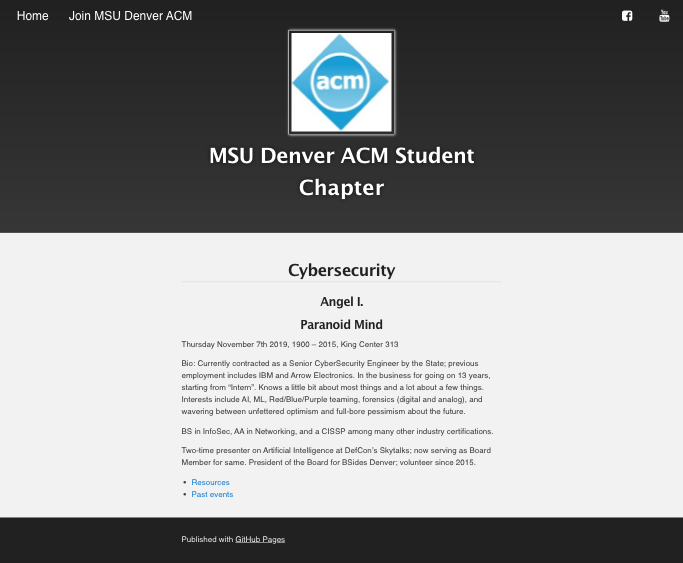 Home Join MSU Denver ACM
You Tube
acm
MSU Denver ACM Student
Chapter
Cybersecurity
Angel I.
Paranoid Mind
Thursday November 7th 2019, 1900 – 2015, King Center 313
Bio: Currently contracted as a Senior CyberSecurity Engineer by the State; previous
employment includes IBM and Arrow Electronics. In the business for going on 13 years,
starting from “Intern”. Knows a little bit about most things and a lot about a few things.
Interests include AI, ML, Red/Blue/Purple teaming, forensics (digital and analog), and
wavering between unfettered optimism and full-bore pessimism about the future.
BS in InfoSec, AA in Networking, and a CISSP among many other industry certifications.
Two-time presenter on Artificial Intelligence at DefCon’s Skytalks; now serving as Board
Member for same. President of the Board for BSides Denver; volunteer since 2015.
• Resources
• Past events
Published with GitHub Pages